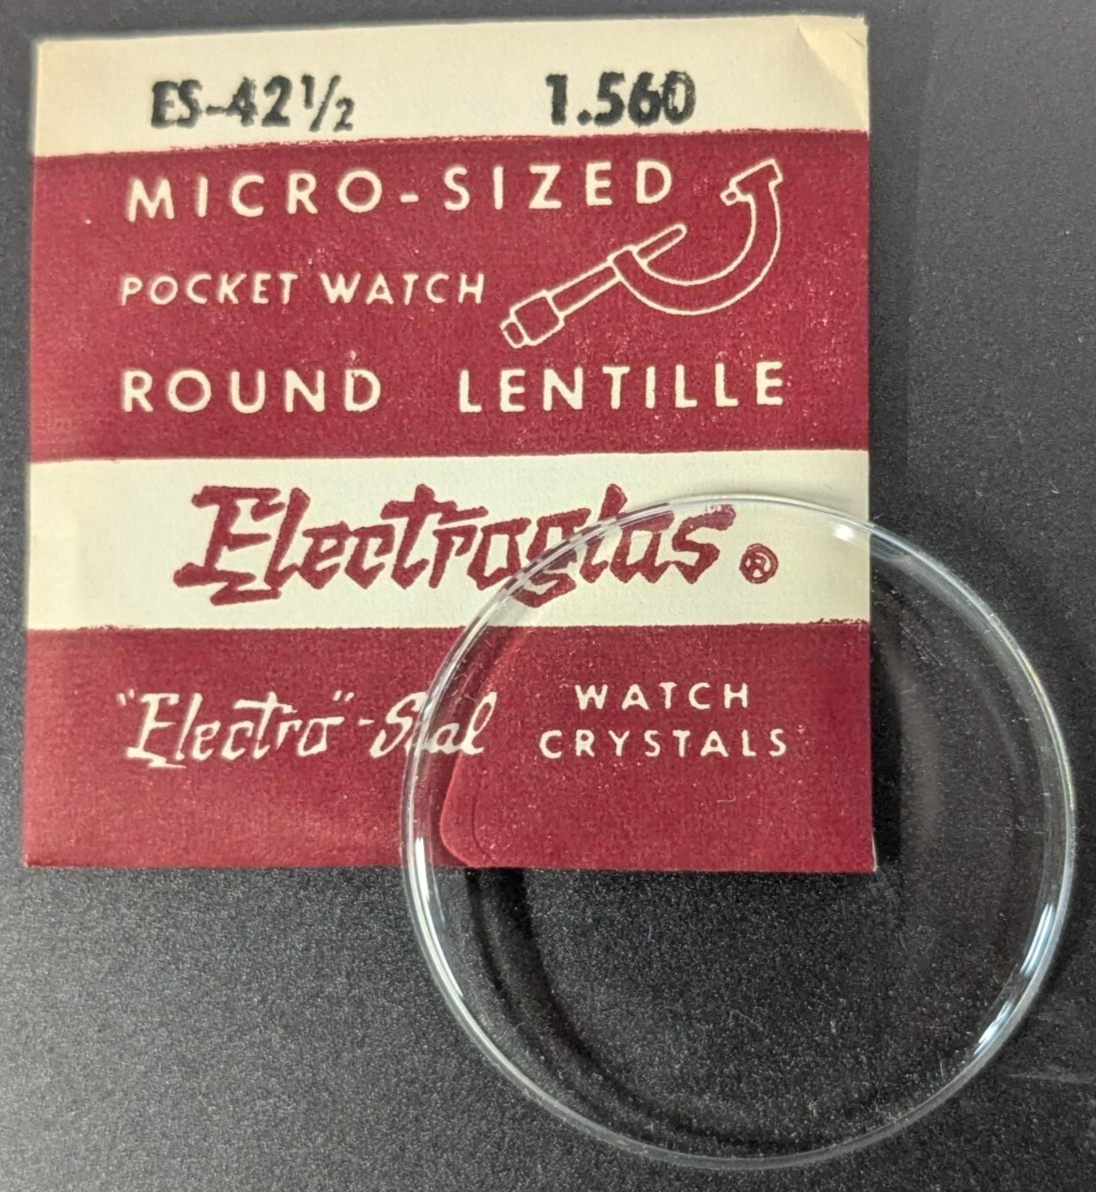 ES-42½ 1.560
MICRO-SIZED
POCKET WATCH
ROUND LENTILLE
Electroglas®
"Electro"-Seal WATCH
CRYSTALS